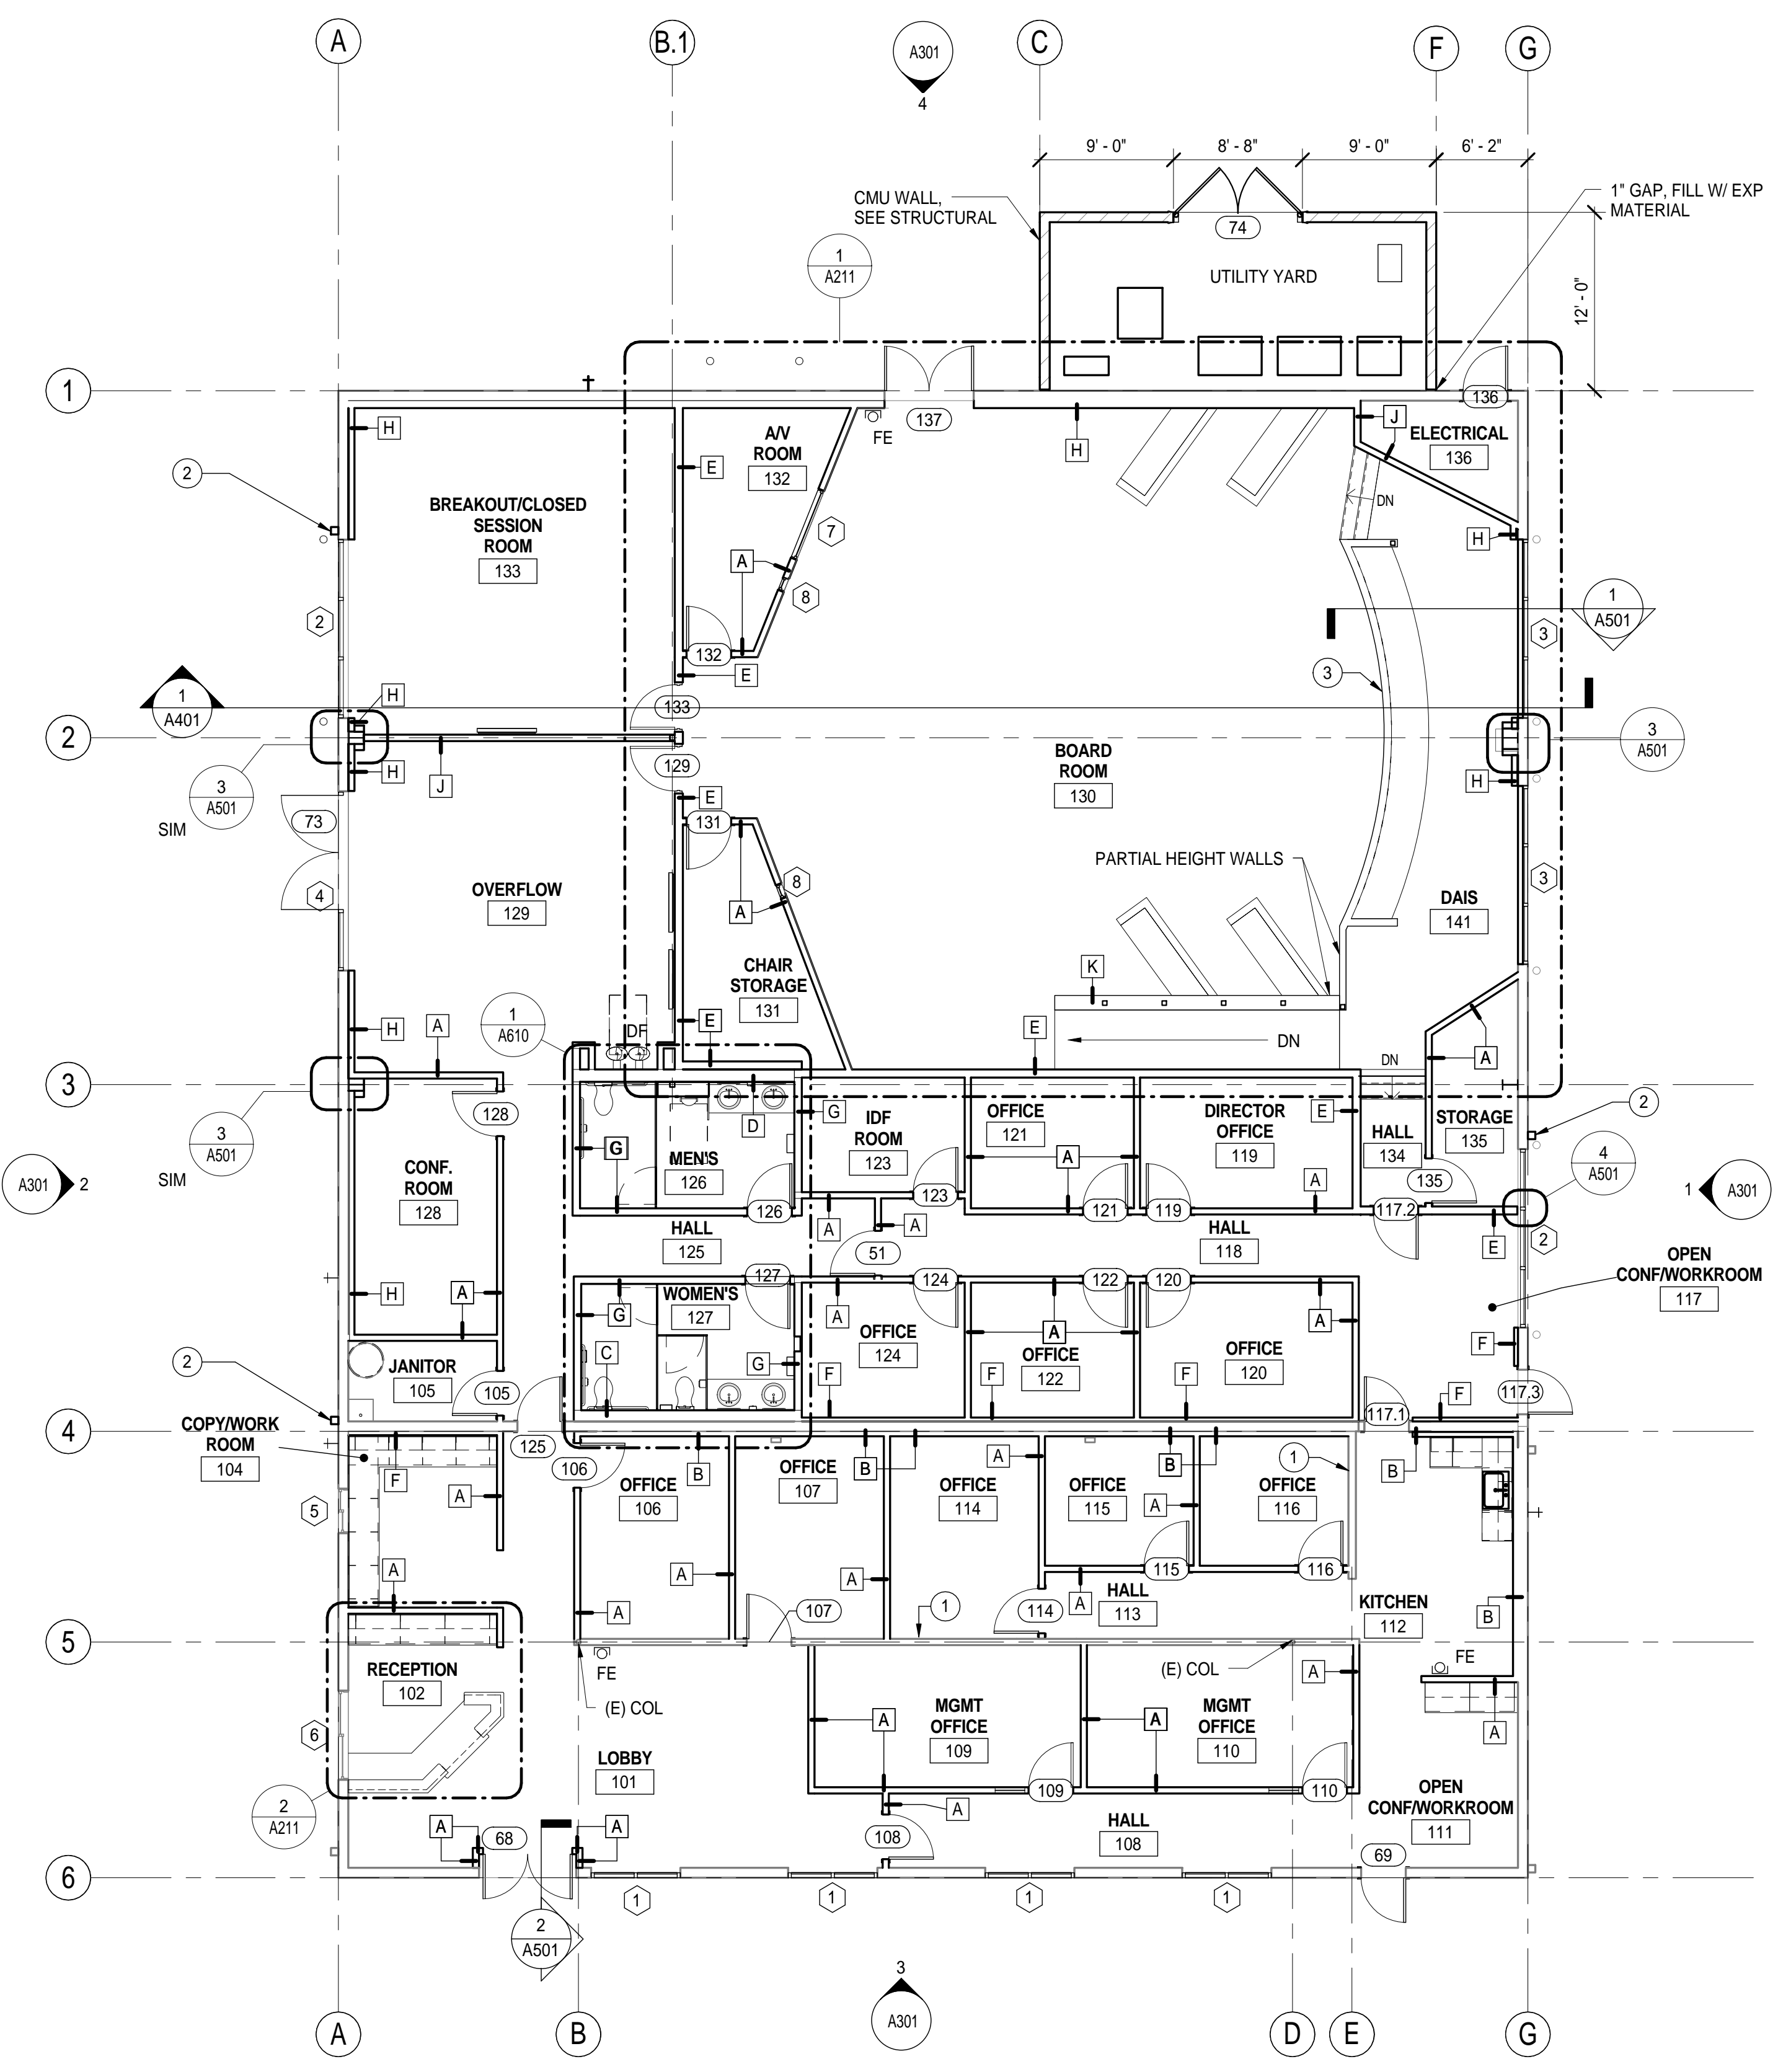 A
B.1
C
F
G
A301
4
9' - 0"
8' - 8"
9' - 0"
6' - 2"
CMU WALL,
SEE STRUCTURAL
1" GAP, FILL W/ EXP
MATERIAL
74
1
A211
UTILITY YARD
12' - 0"
1
136
137
FE
H
A/V
ROOM
132
H
J
ELECTRICAL
136
2
E
BREAKOUT/CLOSED
SESSION
ROOM
133
DN
7
H
A
8
1
A501
2
3
132
E
3
1
A401
H
133
2
3
A501
BOARD
ROOM
130
129
H
J
H
3
A501
SIM
E
73
131
PARTIAL HEIGHT WALLS
8
3
4
OVERFLOW
129
A
DAIS
141
CHAIR
STORAGE
131
K
1
A610
DF
E
H
A
E
DN
DN
A
3
128
G
D
IDF
ROOM
123
OFFICE
121
DIRECTOR
OFFICE
119
E
HALL
134
STORAGE
135
2
3
A501
SIM
G
MEN'S
126
A
4
A501
CONF.
ROOM
128
A301
2
1
A301
135
123
A
126
121
119
117.2
A
A
HALL
125
HALL
118
E
2
51
OPEN
CONF/WORKROOM
117
127
124
122
120
H
A
WOMEN'S
127
G
A
A
A
OFFICE
124
OFFICE
122
OFFICE
120
F
C
G
F
F
F
2
JANITOR
105
105
117.3
F
117.1
COPY/WORK
ROOM
104
4
125
106
F
B
B
B
B
1
OFFICE
106
OFFICE
107
OFFICE
114
A
OFFICE
115
OFFICE
116
A
A
5
A
A
A
115
116
A
HALL
113
A
107
1
114
KITCHEN
112
B
5
FE
RECEPTION
102
(E) COL
(E) COL
A
FE
MGMT
OFFICE
109
MGMT
OFFICE
110
A
A
A
6
LOBBY
101
109
110
2
A211
A
OPEN
CONF/WORKROOM
111
A
68
A
108
HALL
108
69
6
1
1
1
1
2
A501
3
A301
A
B
D
E
G